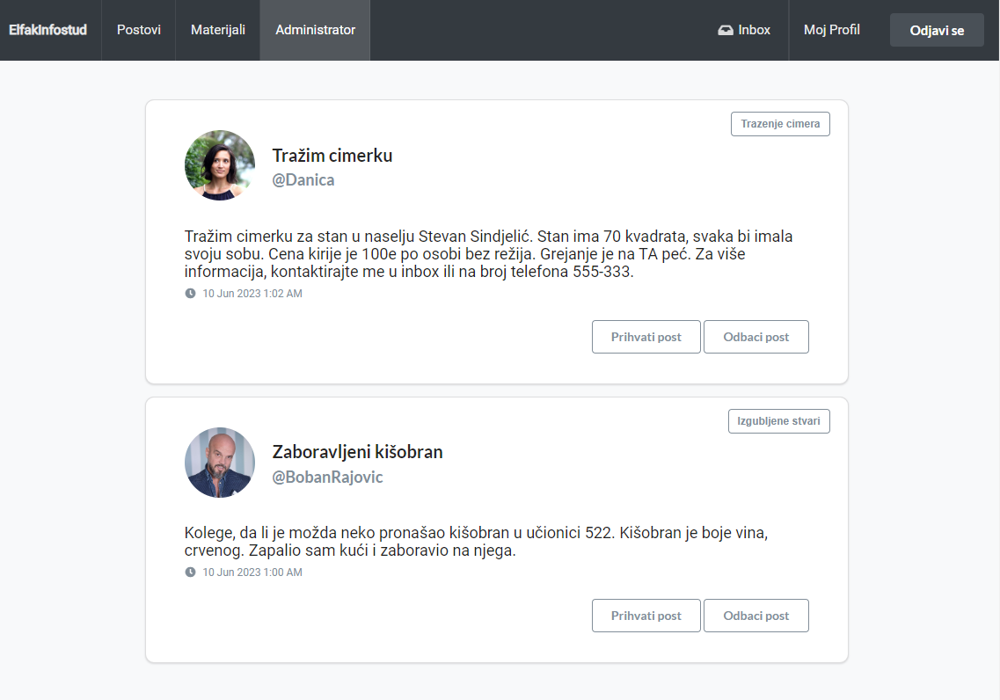 ElfakInfostud Postovi Materijali Administrator Inbox Moj Profil Odjavi se
Trazenje cimera
Tražim cimerku
@Danica
Tražim cimerku za stan u naselju Stevan Sindjelić. Stan ima 70 kvadrata, svaka bi imala
svoju sobu. Cena kirije je 100e po osobi bez režija. Grejanje je na TA peć. Za više
informacija, kontaktirajte me u inbox ili na broj telefona 555-333.
10 Jun 2023 1:02 AM
Prihvati post Odbaci post
Izgubljene stvari
Zaboravljeni kišobran
@BobanRajovic
Kolege, da li je možda neko pronašao kišobran u učionici 522. Kišobran je boje vina,
crvenog. Zapalio sam kući i zaboravio na njega.
10 Jun 2023 1:00 AM
Prihvati post Odbaci post